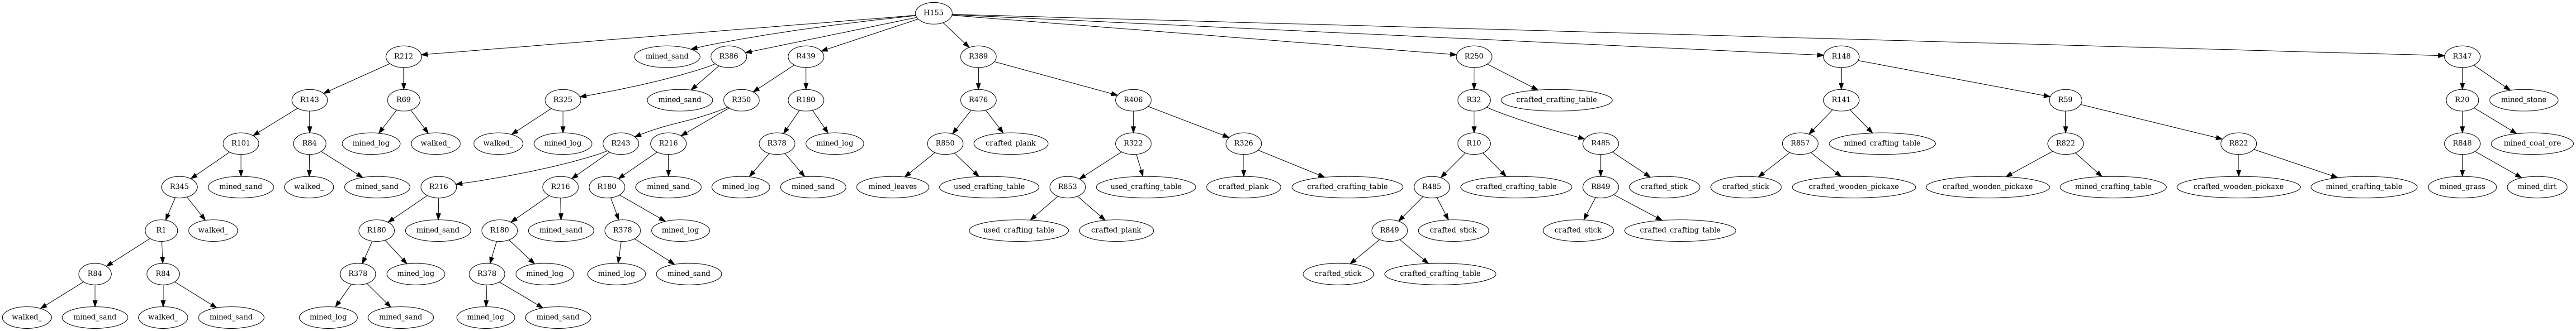 H155
R212 mined_sand R386 R439 R389 R250 R148 R347
R143 R69 R325 mined_sand R350 R180 R476 R406 R32 crafted_crafting_table R141 R59 R20 mined_stone
R101 R84 mined_log walked_ walked_ mined_log R243 R216 R378 mined_log R850 crafted_plank R322 R326 R10 R485 R857 mined_crafting_table R822 R822 R848 mined_coal_ore
R345 mined_sand walked_ mined_sand R216 R216 R180 mined_sand mined_log mined_sand mined_leaves used_crafting_table R853 used_crafting_table crafted_plank crafted_crafting_table R485 crafted_crafting_table R849 crafted_stick crafted_stick crafted_wooden_pickaxe crafted_wooden_pickaxe mined_crafting_table crafted_wooden_pickaxe mined_crafting_table mined_grass mined_dirt
R1 walked_ R180 mined_sand R180 mined_sand R378 mined_log used_crafting_table crafted_plank R849 crafted_stick crafted_stick crafted_crafting_table
R84 R84 R378 mined_log R378 mined_log mined_log mined_sand crafted_stick crafted_crafting_table
walked_ mined_sand walked_ mined_sand mined_log mined_sand mined_log mined_sand